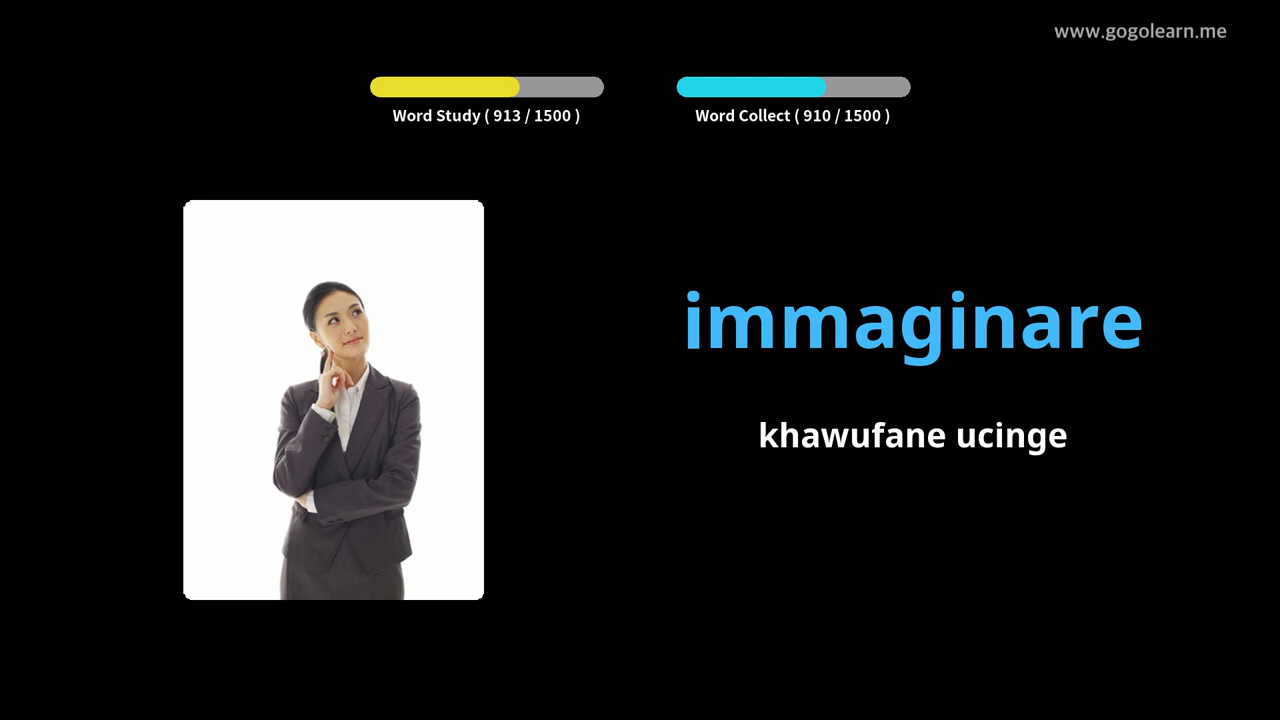 www.gogolearn.me
Word Study ( 913 / 1500 )
Word Collect ( 910 / 1500 )
immaginare
khawufane ucinge